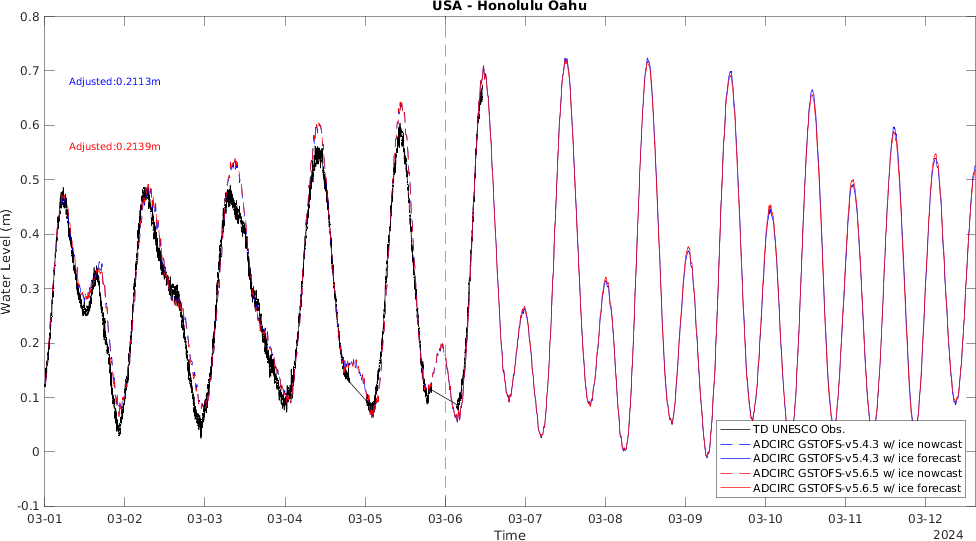 USA - Honolulu Oahu
0.8
0.7
Adjusted:0.2113m
0.6
Adjusted:0.2139m
0.5
0.4
Water Level (m)
0.3
0.2
0.1
TD UNESCO Obs.
ADCIRC GSTOFS-v5.4.3 w/ ice nowcast
0
ADCIRC GSTOFS-v5.4.3 w/ ice forecast
ADCIRC GSTOFS-v5.6.5 w/ ice nowcast
ADCIRC GSTOFS-v5.6.5 w/ ice forecast
-0.1
03-01 03-02 03-03 03-04 03-05 03-06 03-07 03-08 03-09 03-10 03-11 03-12
Time
2024